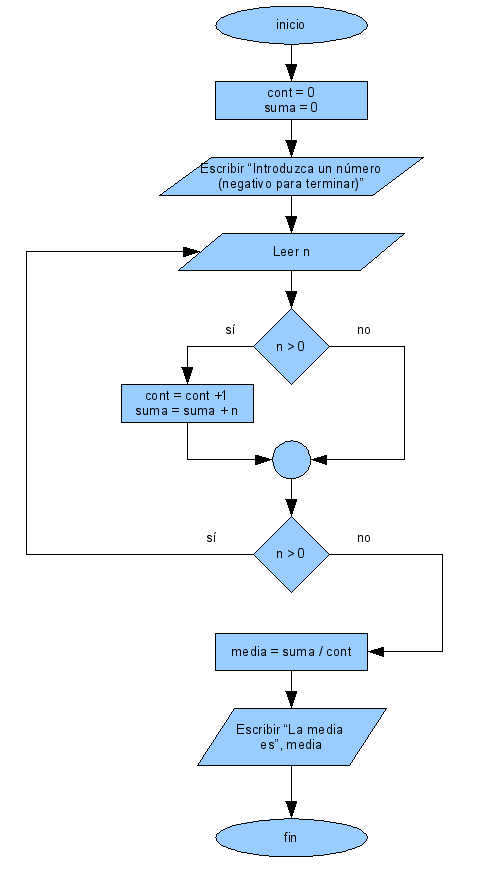 inicio
cont = 0
suma = 0
Escribir “Introduzca un número
(negativo para terminar)”
Leer n
sí
no
n > 0
cont = cont +1
suma = suma + n
sí
no
n > 0
media = suma / cont
Escribir “La media
es”, media
fin